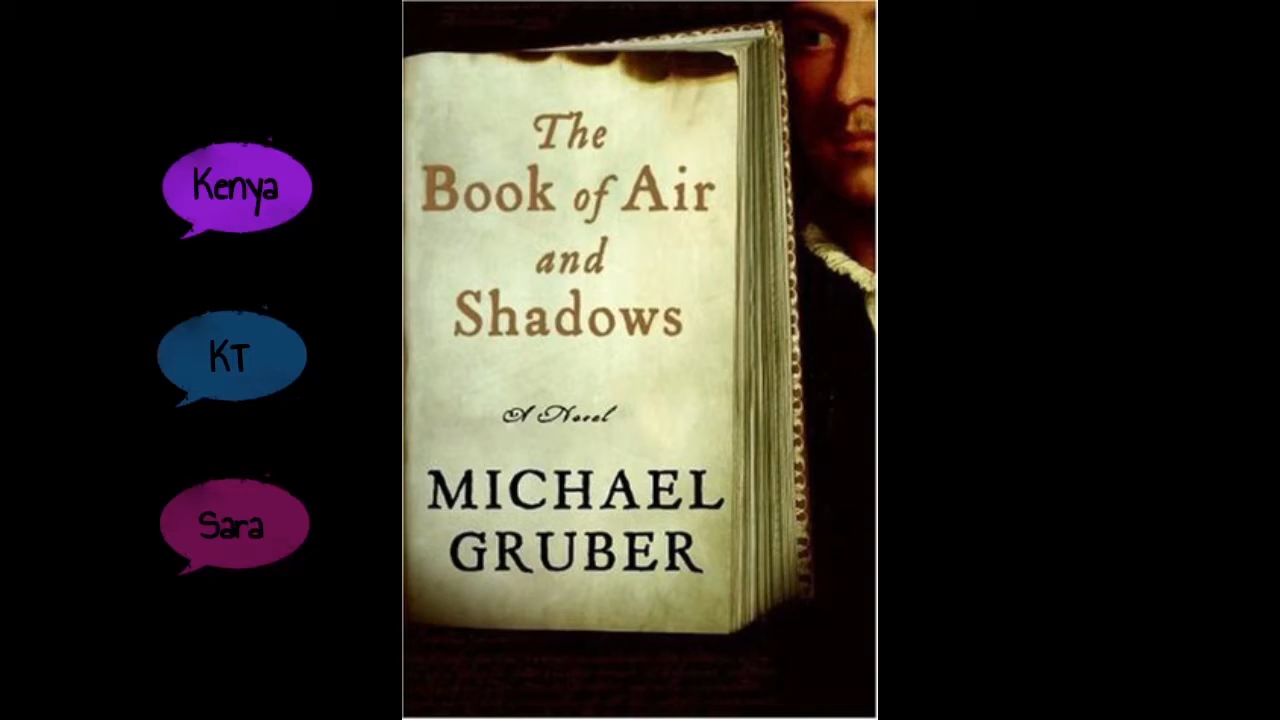 Kenya
KT
Sara
The
Book of Air
and
Shadows
A Novel
MICHAEL
GRUBER